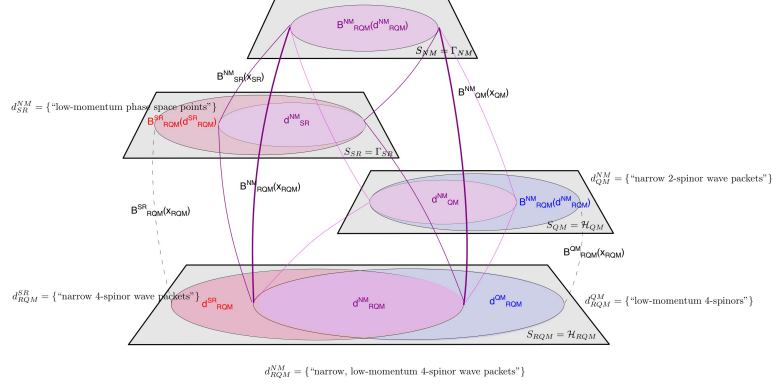 B^NM_RQM(d^NM_RQM)
S_NM = Γ_NM
B^NM_SR(x_SR)
B^NM_QM(x_QM)
d^NM_SR = {“low-momentum phase space points”}
B^SR_RQM(d^SR_RQM)
d^NM_SR
S_SR = Γ_SR
d^NM_QM = {“narrow 2-spinor wave packets”}
B^NM_RQM(x_RQM)
d^NM_QM
B^NM_RQM(d^NM_RQM)
B^SR_RQM(x_RQM)
S_QM = ℋ_QM
B^QM_RQM(x_RQM)
d^SR_RQM = {“narrow 4-spinor wave packets”}
d^SR_RQM
d^NM_RQM
d^QM_RQM
d^QM_RQM = {“low-momentum 4-spinors”}
S_RQM = ℋ_RQM
d^NM_RQM = {“narrow, low-momentum 4-spinor wave packets”}